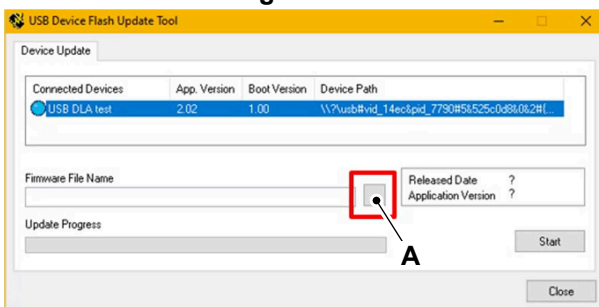 USB Device Flash Update Tool
Device Update
Connected Devices App. Version Boot Version Device Path
USB DLA test 2.02 1.00 \\?\usb#vid_14ec&pid_7790#5&525c0d8&0&2#{...
Firmware File Name
Released Date ?
Application Version ?
Update Progress
A
Start
Close